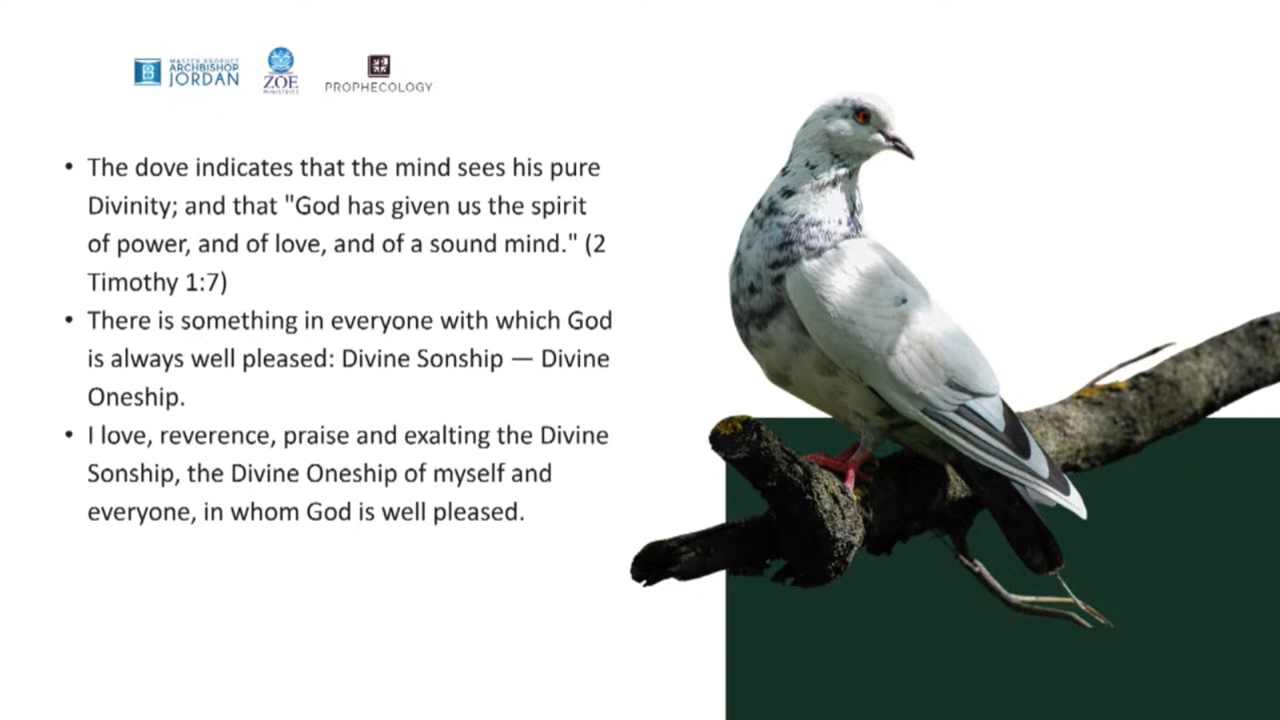 MASTER PROPHET
ARCHBISHOP
JORDAN
ZOE
MINISTRIES
PROPHECOLOGY
• The dove indicates that the mind sees his pure
Divinity; and that "God has given us the spirit
of power, and of love, and of a sound mind." (2
Timothy 1:7)
• There is something in everyone with which God
is always well pleased: Divine Sonship — Divine
Oneship.
• I love, reverence, praise and exalting the Divine
Sonship, the Divine Oneship of myself and
everyone, in whom God is well pleased.